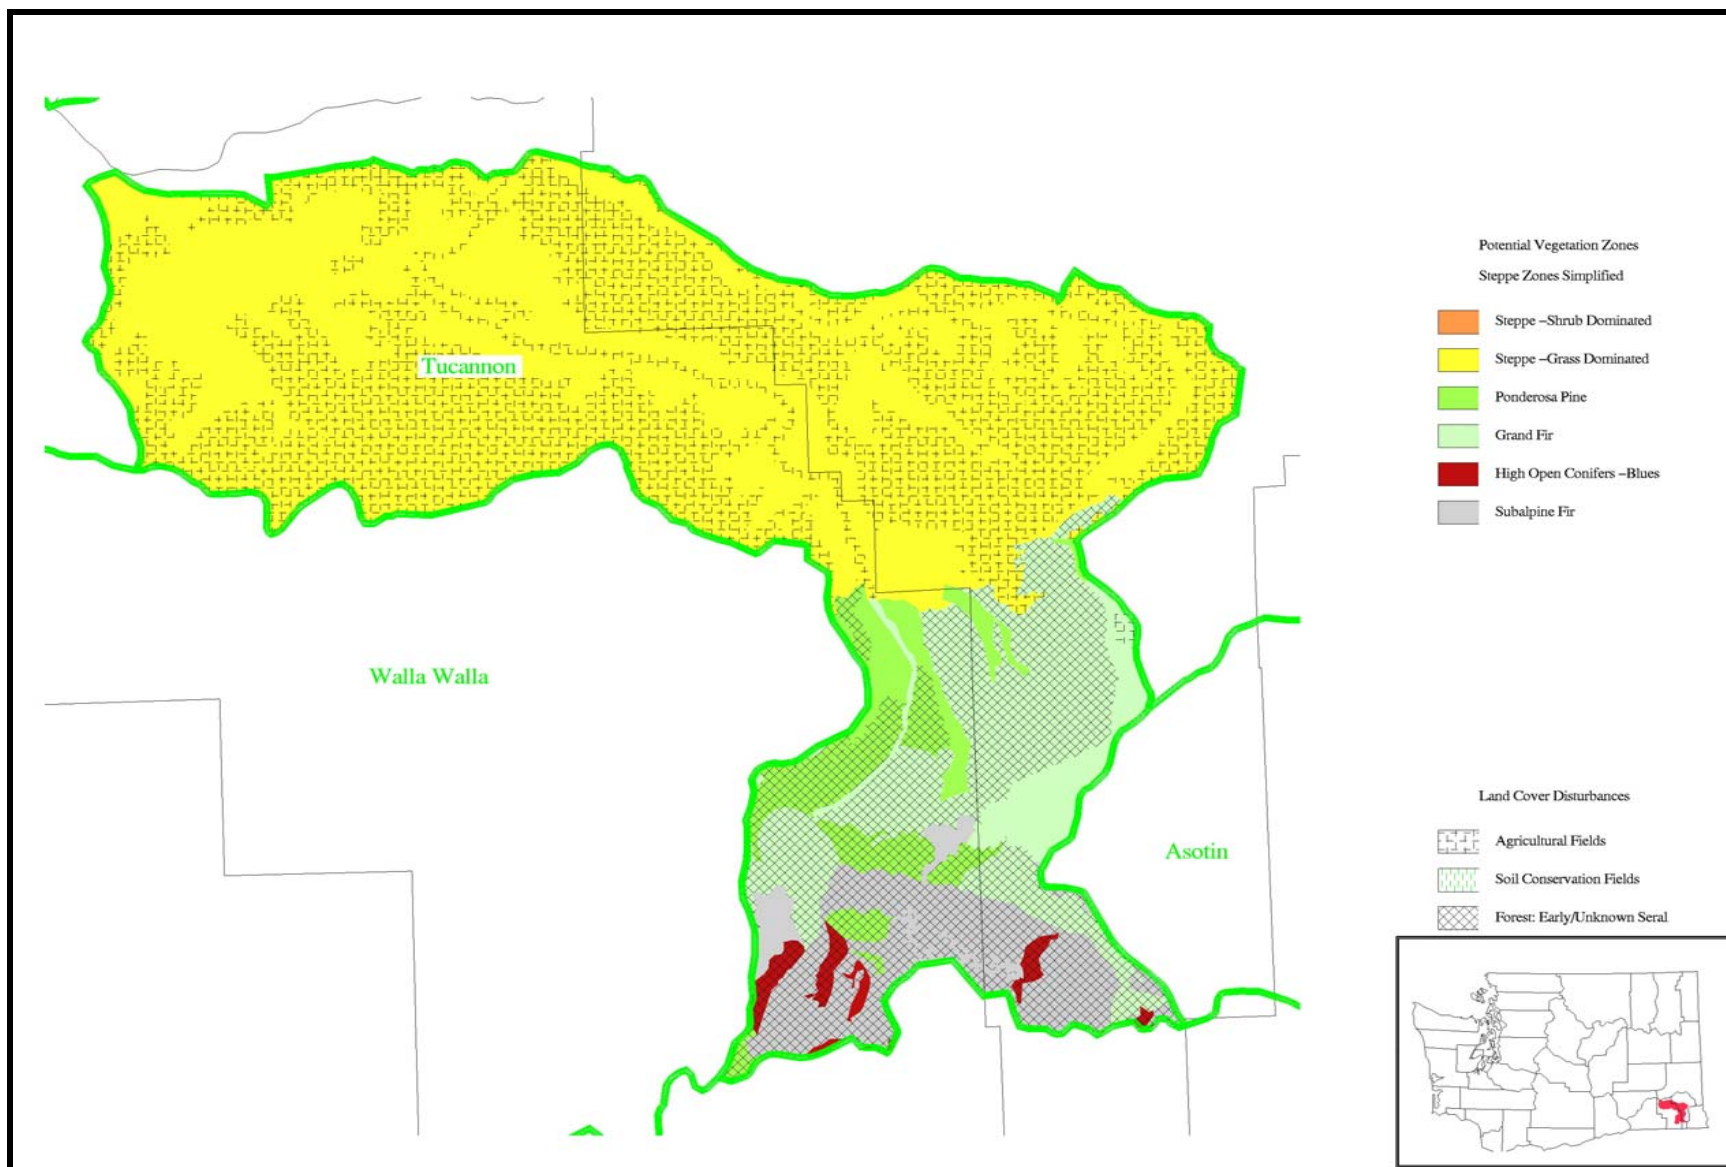 Potential Vegetation Zones
Steppe Zones Simplified
Steppe –Shrub Dominated
Steppe –Grass Dominated
Tucannon
Ponderosa Pine
Grand Fir
High Open Conifers –Blues
Subalpine Fir
Walla Walla
Land Cover Disturbances
Asotin
Agricultural Fields
Soil Conservation Fields
Forest: Early/Unknown Seral